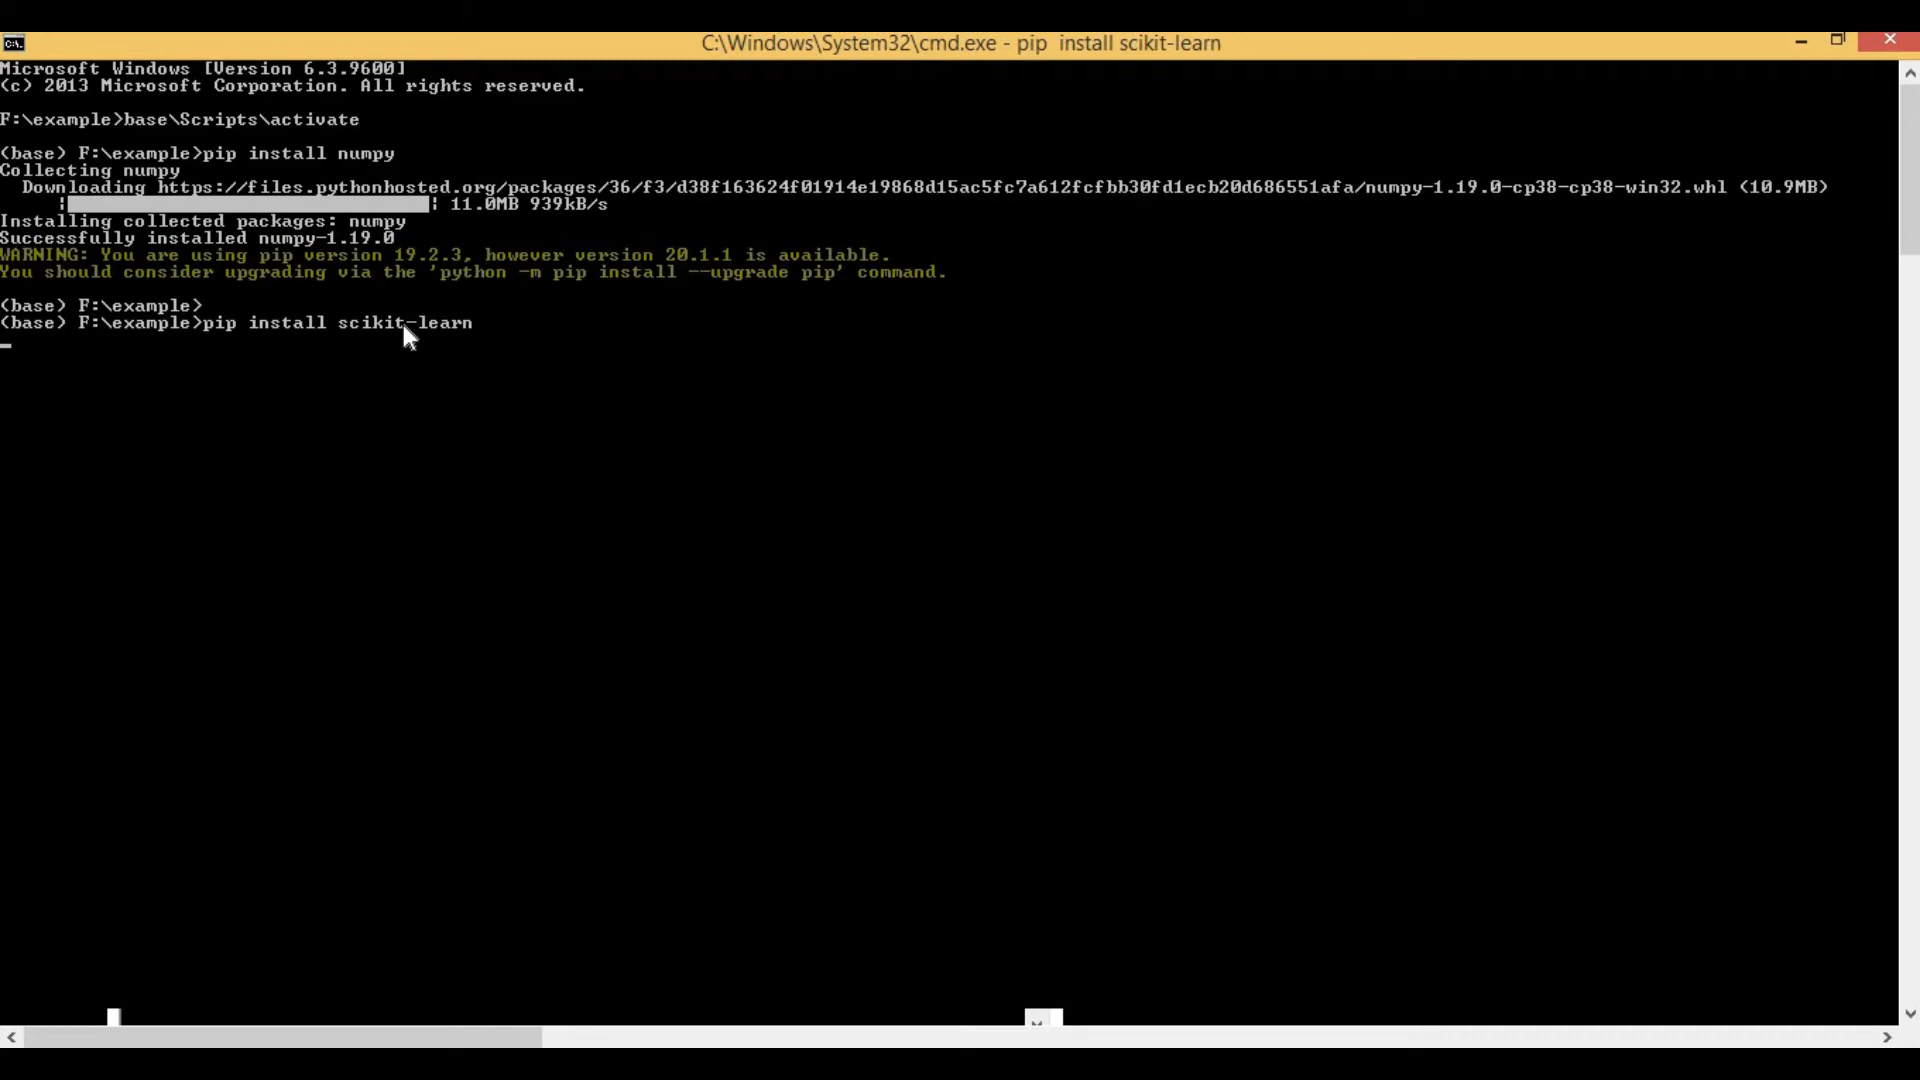 C:\Windows\System32\cmd.exe - pip  install scikit-learn
Microsoft Windows [Version 6.3.9600]
(c) 2013 Microsoft Corporation. All rights reserved.
F:\example>base\Scripts\activate
(base) F:\example>pip install numpy
Collecting numpy
Downloading https://files.pythonhosted.org/packages/36/f3/d38f163624f01914e19868d15ac5fc7a612fcfbb30fd1ecb20d686551afa/numpy-1.19.0-cp38-cp38-win32.whl (10.9MB)
11.0MB 939kB/s
Installing collected packages: numpy
Successfully installed numpy-1.19.0
WARNING: You are using pip version 19.2.3, however version 20.1.1 is available.
You should consider upgrading via the 'python -m pip install --upgrade pip' command.
(base) F:\example>
(base) F:\example>pip install scikit-learn